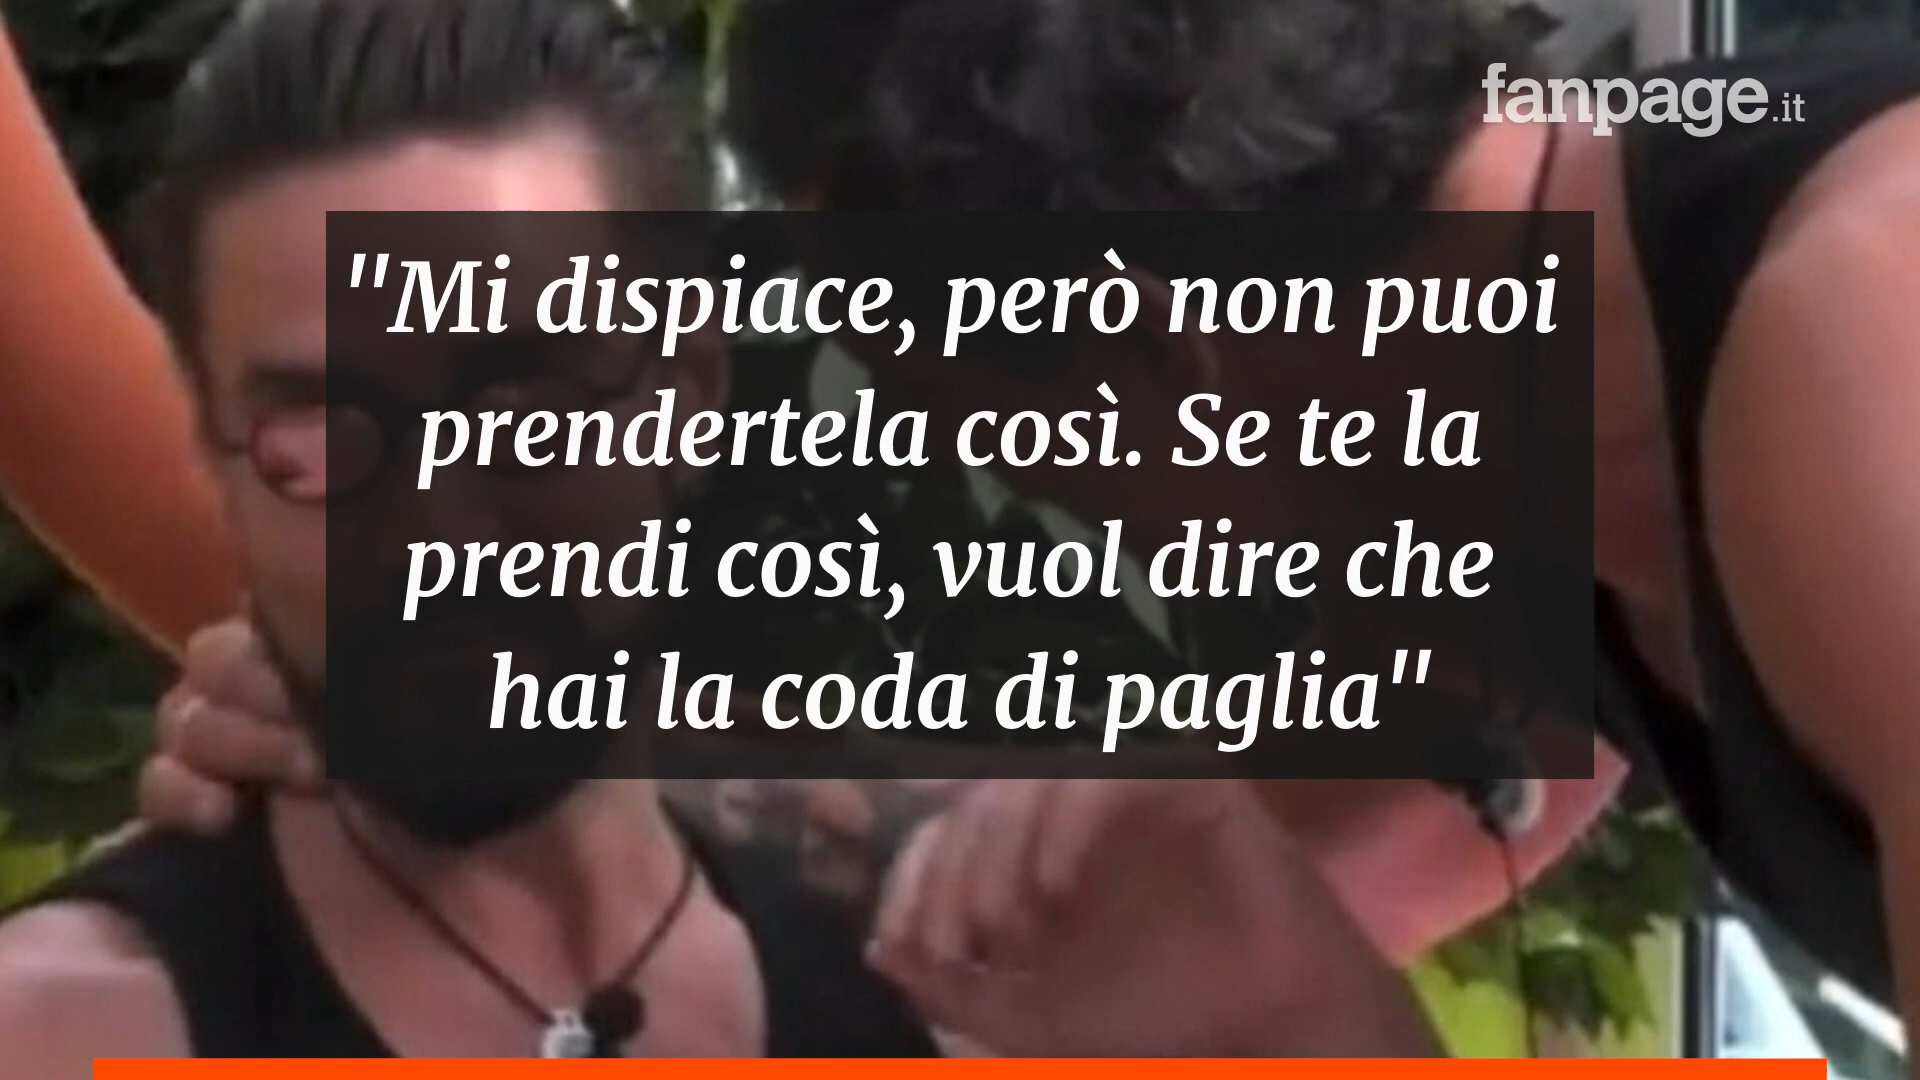 fanpage.it
"Mi dispiace, però non puoi
prendertela così. Se te la
prendi così, vuol dire che
hai la coda di paglia"